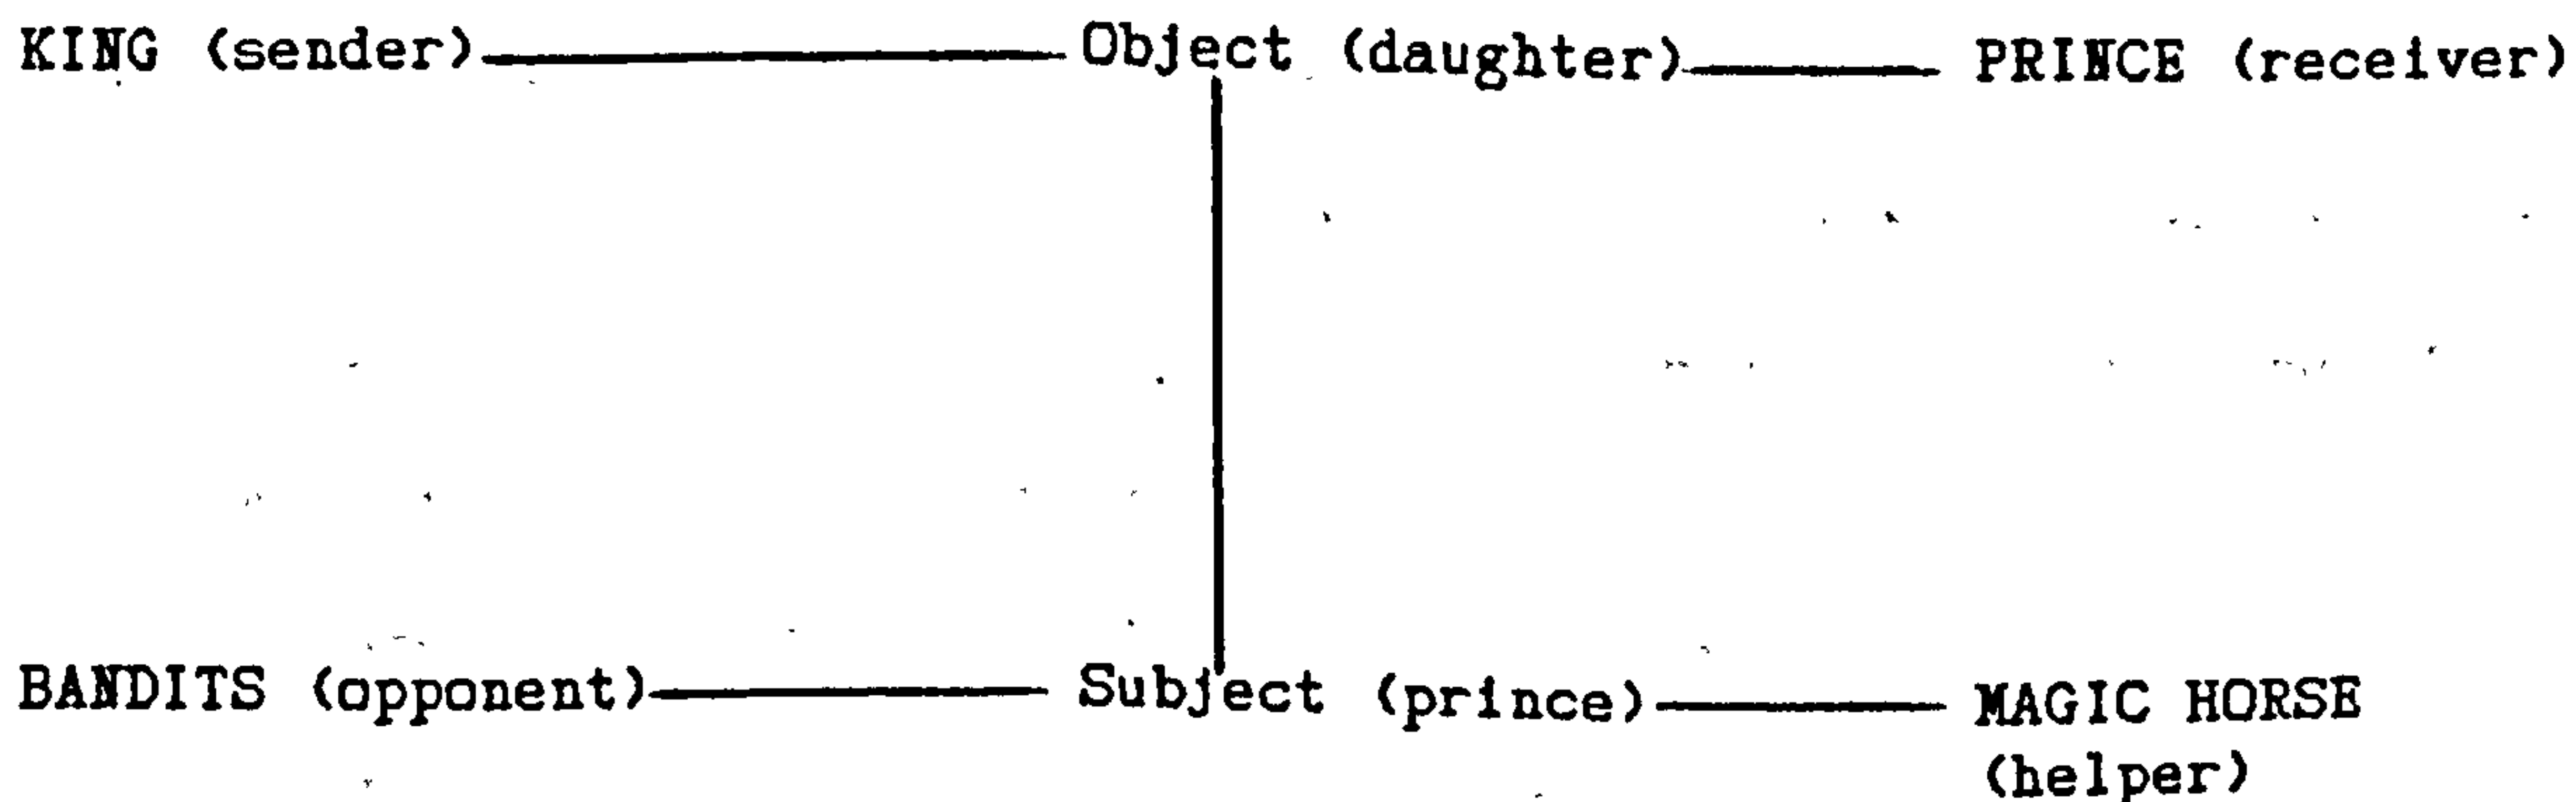 KING (sender) Object (daughter) PRINCE (receiver)
BANDITS (opponent) Subject (prince) MAGIC HORSE
(helper)